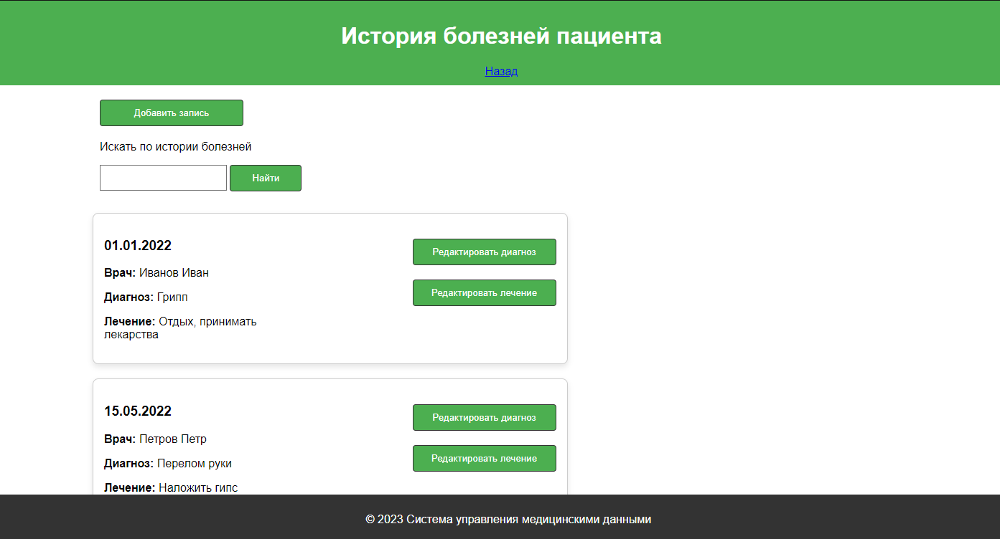 История болезней пациента
Назад
Добавить запись
Искать по истории болезней
Найти
01.01.2022
Врач: Иванов Иван
Диагноз: Грипп
Лечение: Отдых, принимать
лекарства
Редактировать диагноз
Редактировать лечение
15.05.2022
Врач: Петров Петр
Диагноз: Перелом руки
Лечение: Наложить гипс
Редактировать диагноз
Редактировать лечение
© 2023 Система управления медицинскими данными